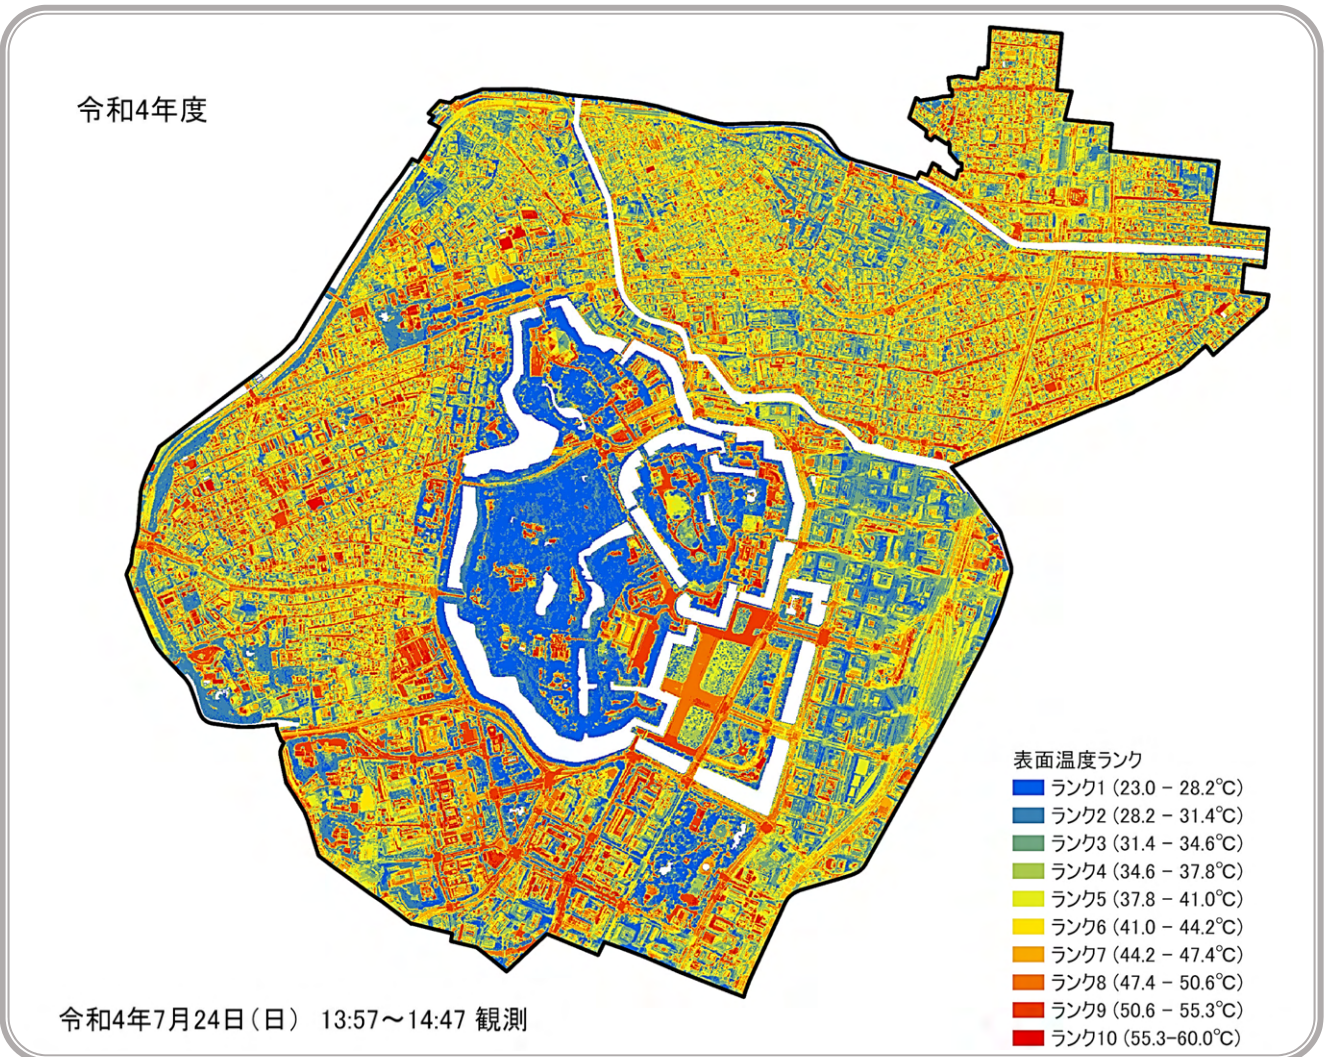 令和4年度
表面温度ランク
ランク1 (23.0 - 28.2℃)
ランク2 (28.2 - 31.4℃)
ランク3 (31.4 - 34.6℃)
ランク4 (34.6 - 37.8℃)
ランク5 (37.8 - 41.0℃)
ランク6 (41.0 - 44.2℃)
ランク7 (44.2 - 47.4℃)
ランク8 (47.4 - 50.6℃)
ランク9 (50.6 - 55.3℃)
ランク10 (55.3-60.0℃)
令和4年7月24日(日) 13:57～14:47 観測